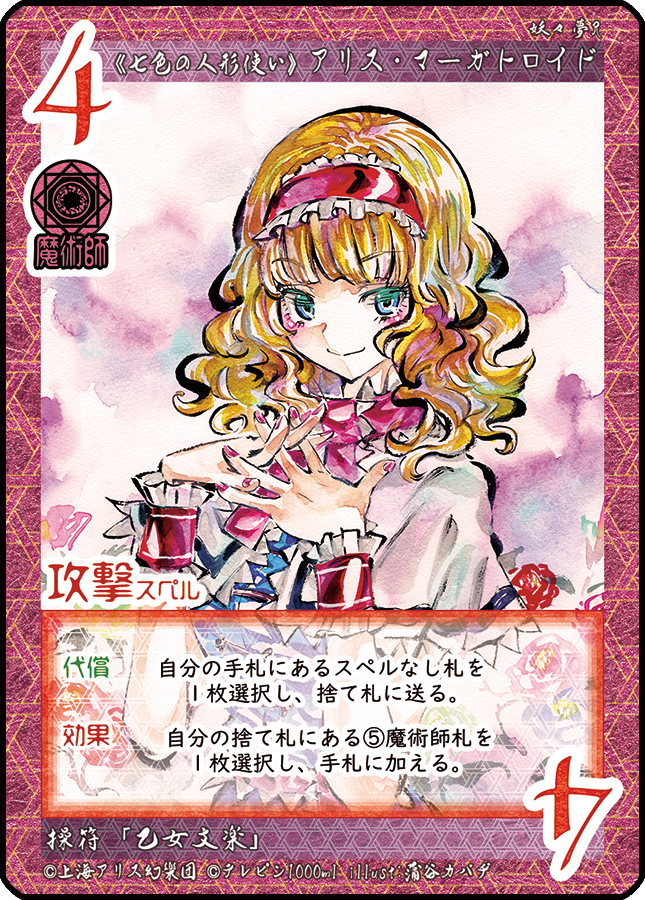 妖々夢9
4
《七色の人形使い》アリス・マーガトロイド
魔術師
攻撃スペル
代償 自分の手札にあるスペルなし札を
1枚選択し、捨て札に送る。
効果 自分の捨て札にある⑤魔術師札を
1枚選択し、手札に加える。
4
操符「乙女文楽」
©上海アリス幻樂団 ©テレピン1000ml illust:蒲谷カバヂ